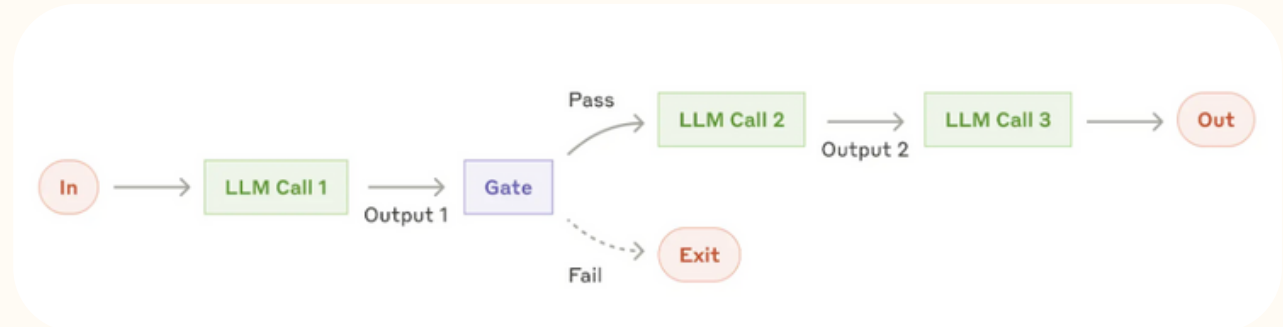 In
LLM Call 1
Output 1
Gate
Pass
LLM Call 2
Output 2
LLM Call 3
Out
Fail
Exit